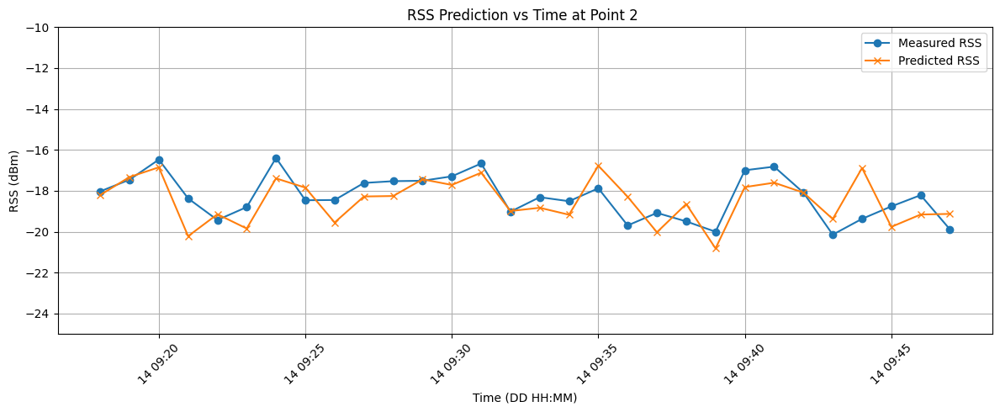 RSS Prediction vs Time at Point 2
Measured RSS
Predicted RSS
RSS (dBm)
−10
−12
−14
−16
−18
−20
−22
−24
14 09:20
14 09:25
14 09:30
14 09:35
14 09:40
14 09:45
Time (DD HH:MM)